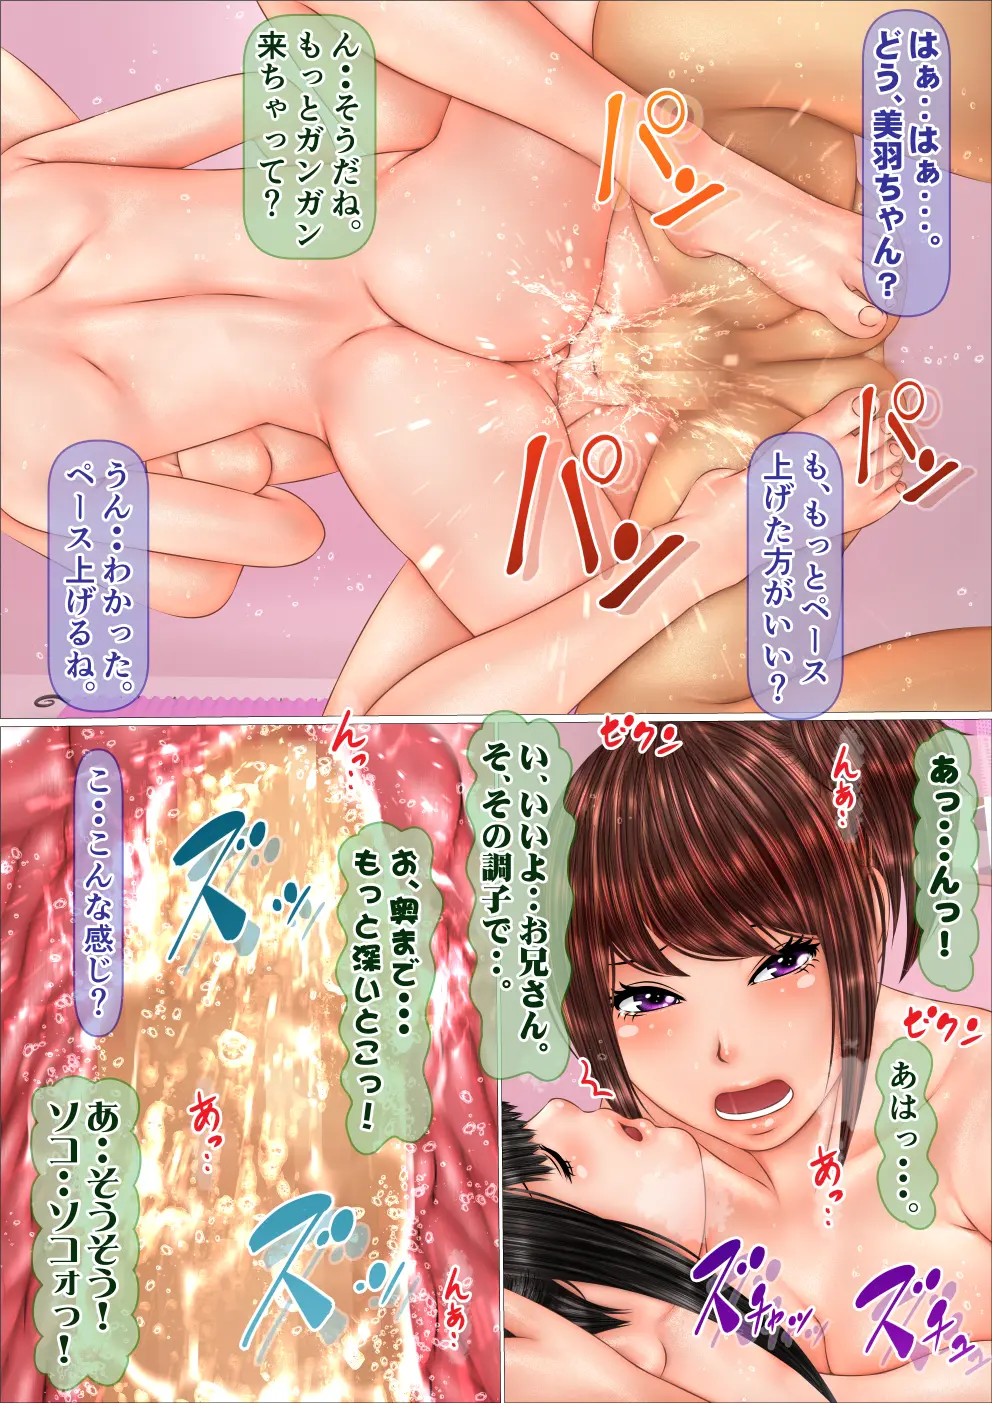 はぁ・・はぁ・・・。
どう、美羽ちゃん?
ん・・そうだね。
もっとガンガン
来ちゃって?
パン
パン
パン
も、もっとペース
上げた方がいい?
うん・・わかった。
ペース上げるね。
あっ・・・んっ!
んぁ・・
ゼクン
い、いいよ・・お兄さん。
そ、その調子で・・。
ゼクン
あはっ・・・。
あっ・・
ズチャッ
ズチュ
んっ・・
お、奥まで・・・
もっと深いとこっ!
ズッ
こ・・こんな感じ?
あっ・・
あ・・そうそう!
ソコ・・ソコォっ!
ズッ
んぁ・・